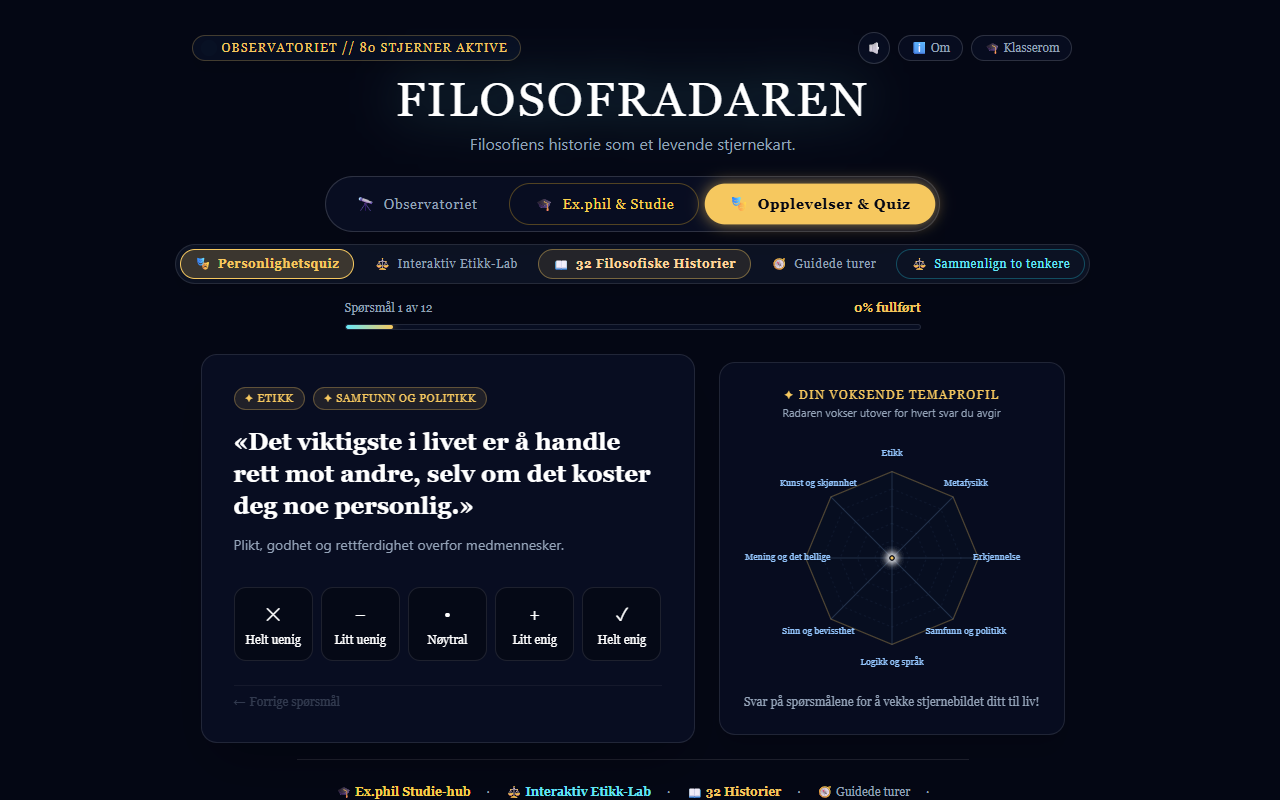 OBSERVATORIET // 80 STJERNER AKTIVE
Om
Klasserom
FILOSOFRADAREN
Filosofiens historie som et levende stjernekart.
Observatoriet
Ex.phil & Studie
Opplevelser & Quiz
Personlighetsquiz
Interaktiv Etikk-Lab
32 Filosofiske Historier
Guidede turer
Sammenlign to tenkere
Spørsmål 1 av 12
0% fullført
✦ ETIKK
✦ SAMFUNN OG POLITIKK
«Det viktigste i livet er å handle
rett mot andre, selv om det koster
deg noe personlig.»
Plikt, godhet og rettferdighet overfor medmennesker.
Helt uenig
Litt uenig
Nøytral
Litt enig
Helt enig
← Forrige spørsmål
✦ DIN VOKSENDE TEMAPROFIL
Radaren vokser utover for hvert svar du avgir
Etikk
Kunst og skjønnhet
Metafysikk
Mening og det hellige
Erkjennelse
Sinn og bevissthet
Samfunn og politikk
Logikk og språk
Svar på spørsmålene for å vekke stjernebildet ditt til liv!
Ex.phil Studie-hub · Interaktiv Etikk-Lab · 32 Historier · Guidede turer ·